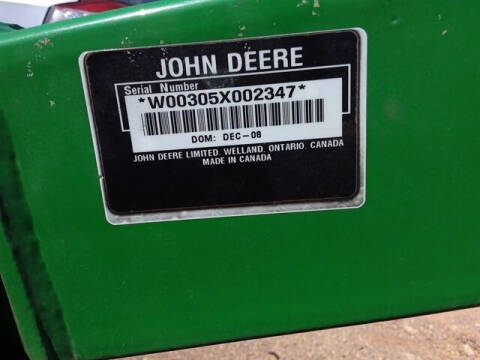 JOHN DEERE
Serial Number
*W00305X002347*
DOM: DEC-08
JOHN DEERE LIMITED, WELLAND, ONTARIO, CANADA
MADE IN CANADA